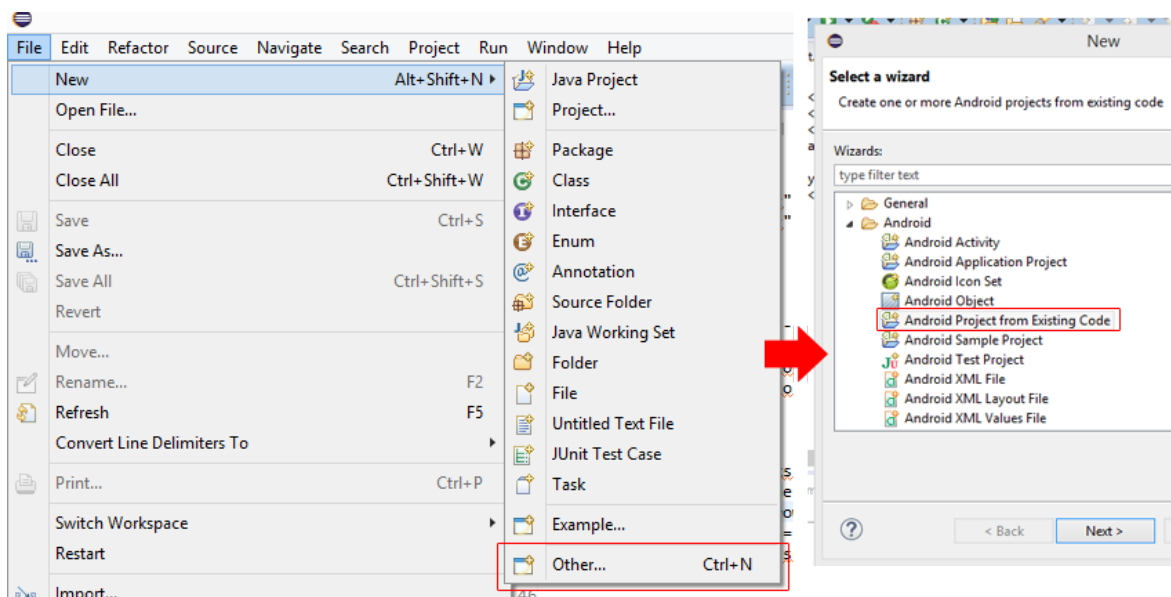 File Edit Refactor Source Navigate Search Project Run Window Help
New Alt+Shift+N
Open File...
Close Ctrl+W
Close All Ctrl+Shift+W
Save Ctrl+S
Save As...
Save All Ctrl+Shift+S
Revert
Move...
Rename... F2
Refresh F5
Convert Line Delimiters To
Print... Ctrl+P
Switch Workspace
Restart
Import...
Java Project
Project...
Package
Class
Interface
Enum
Annotation
Source Folder
Java Working Set
Folder
File
Untitled Text File
JUnit Test Case
Task
Example...
Other... Ctrl+N
46
New
Select a wizard
Create one or more Android projects from existing code
Wizards:
type filter text
General
Android
Android Activity
Android Application Project
Android Icon Set
Android Object
Android Project from Existing Code
Android Sample Project
Android Test Project
Android XML File
Android XML Layout File
Android XML Values File
< Back Next >